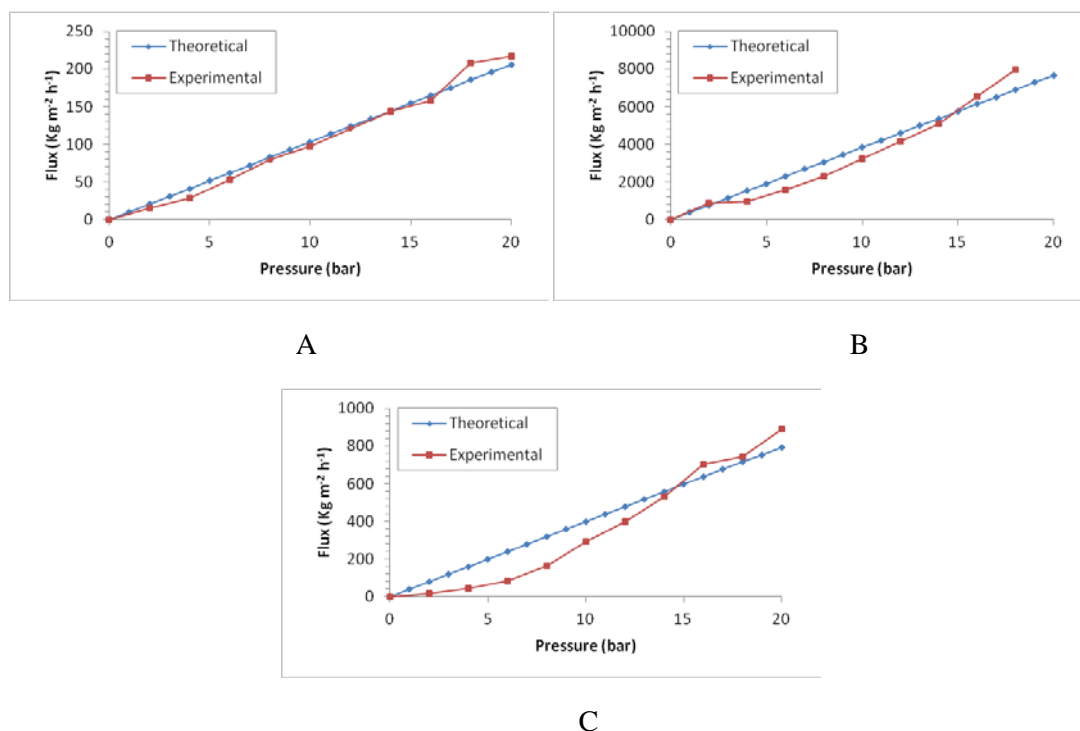 250
200
150
100
50
0
Flux (Kg m⁻² h⁻¹)
Theoretical
Experimental
0 5 10 15 20
Pressure (bar)
A
10000
8000
6000
4000
2000
0
Flux (Kg m⁻² h⁻¹)
Theoretical
Experimental
0 5 10 15 20
Pressure (bar)
B
1000
800
600
400
200
0
Flux (Kg m⁻² h⁻¹)
Theoretical
Experimental
0 5 10 15 20
Pressure (bar)
C